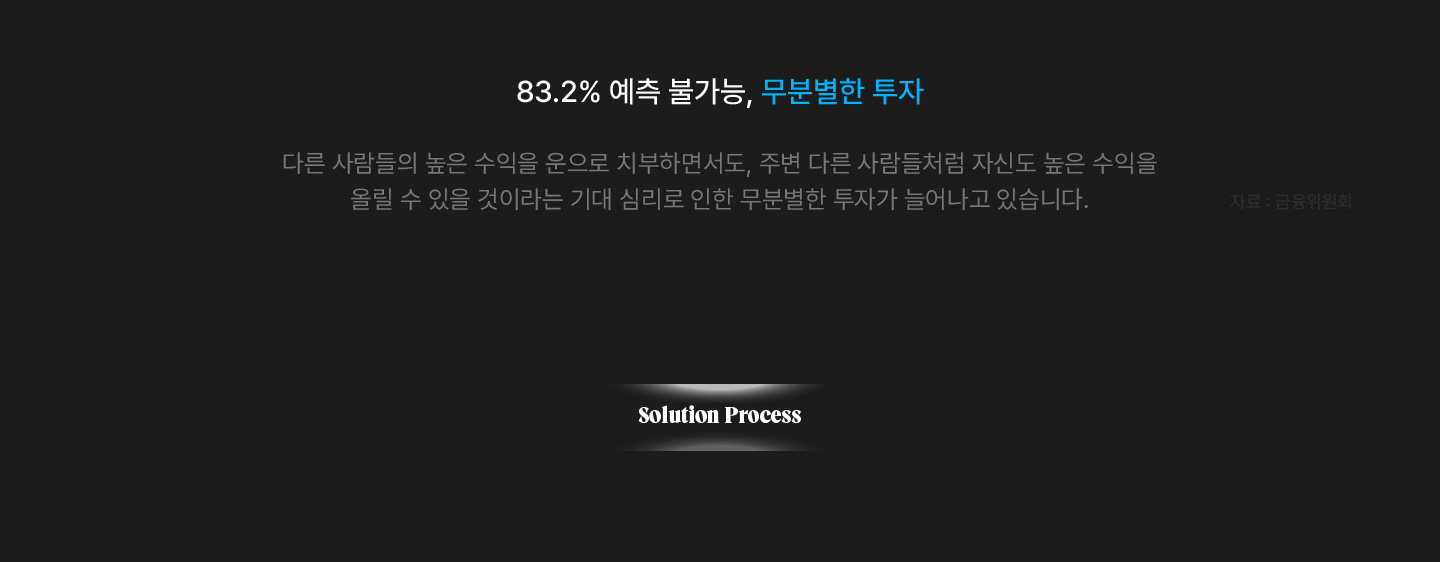 83.2% 예측 불가능, 무분별한 투자
다른 사람들의 높은 수익을 운으로 치부하면서도, 주변 다른 사람들처럼 자신도 높은 수익을
올릴 수 있을 것이라는 기대 심리로 인한 무분별한 투자가 늘어나고 있습니다.
자료 : 금융위원회
Solution Process